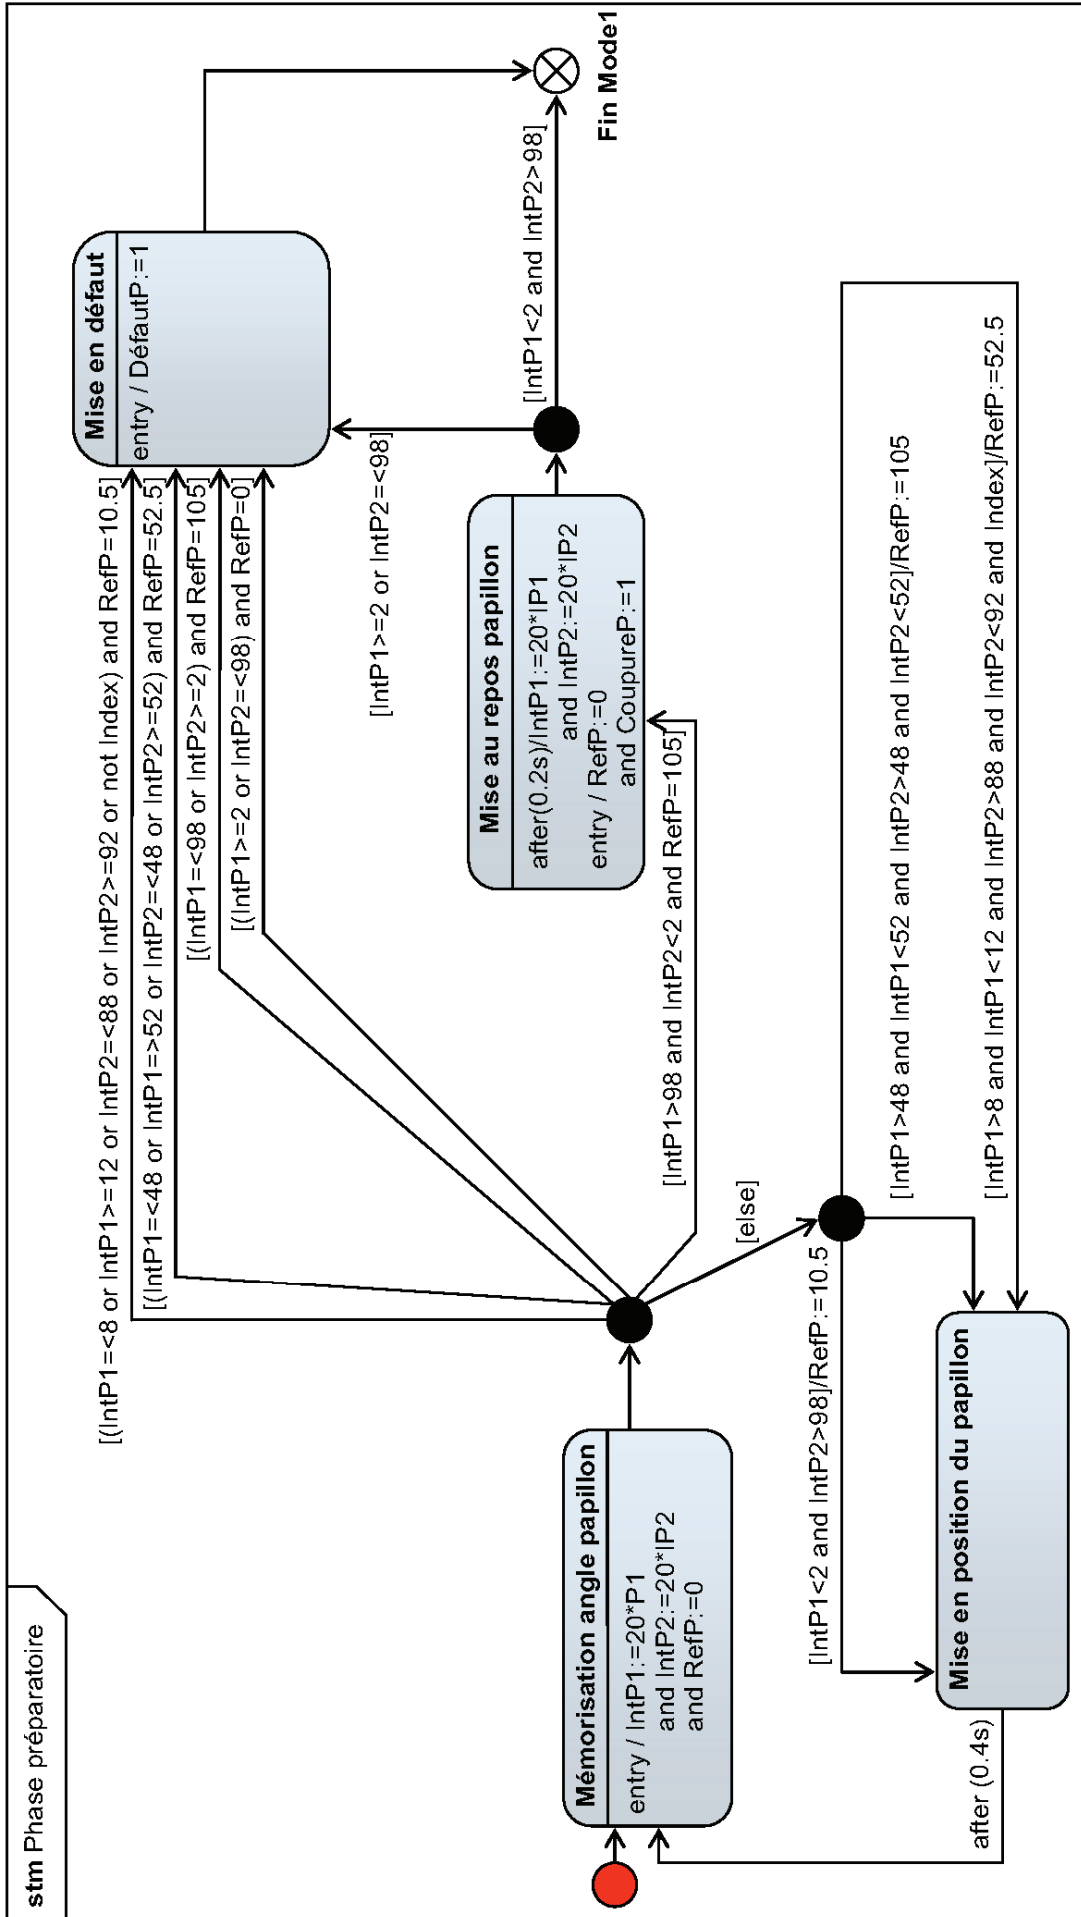 stm Phase préparatoire
Mémorisation angle papillon
entry / IntP1:=20*P1
and IntP2:=20*IP2
and RefP:=0
[(IntP1=<8 or IntP1>=12 or IntP2=<88 or IntP2>=92 or not Index) and RefP=10.5]
[(IntP1=<48 or IntP1=>52 or IntP2=<48 or IntP2>=52) and RefP=52.5]
[(IntP1=<98 or IntP2>=2) and RefP=105]
[(IntP1>=2 or IntP2=<98) and RefP=0]
Mise en défaut
entry / DéfautP:=1
[IntP1>=2 or IntP2=<98]
Mise au repos papillon
after(0.2s)/IntP1:=20*IP1
and IntP2:=20*IP2
entry / RefP:=0
and CoupureP:=1
[IntP1<2 and IntP2>98]
Fin Mode1
[IntP1>98 and IntP2<2 and RefP=105]
[else]
[IntP1<2 and IntP2>98]/RefP:=10.5
[IntP1>48 and IntP1<52 and IntP2>48 and IntP2<52]/RefP:=105
[IntP1>8 and IntP1<12 and IntP2>88 and IntP2<92 and Index]/RefP:=52.5
Mise en position du papillon
after (0.4s)